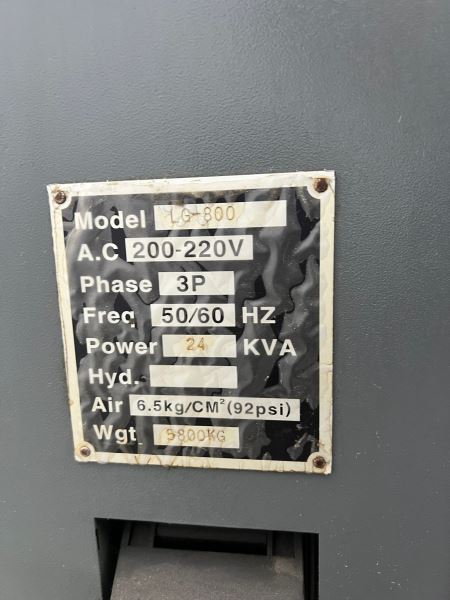 Model LG-800
A.C 200-220V
Phase 3P
Freq 50/60 HZ
Power 24 KVA
Hyd.
Air 6.5kg/CM² (92psi)
Wgt. 5800KG